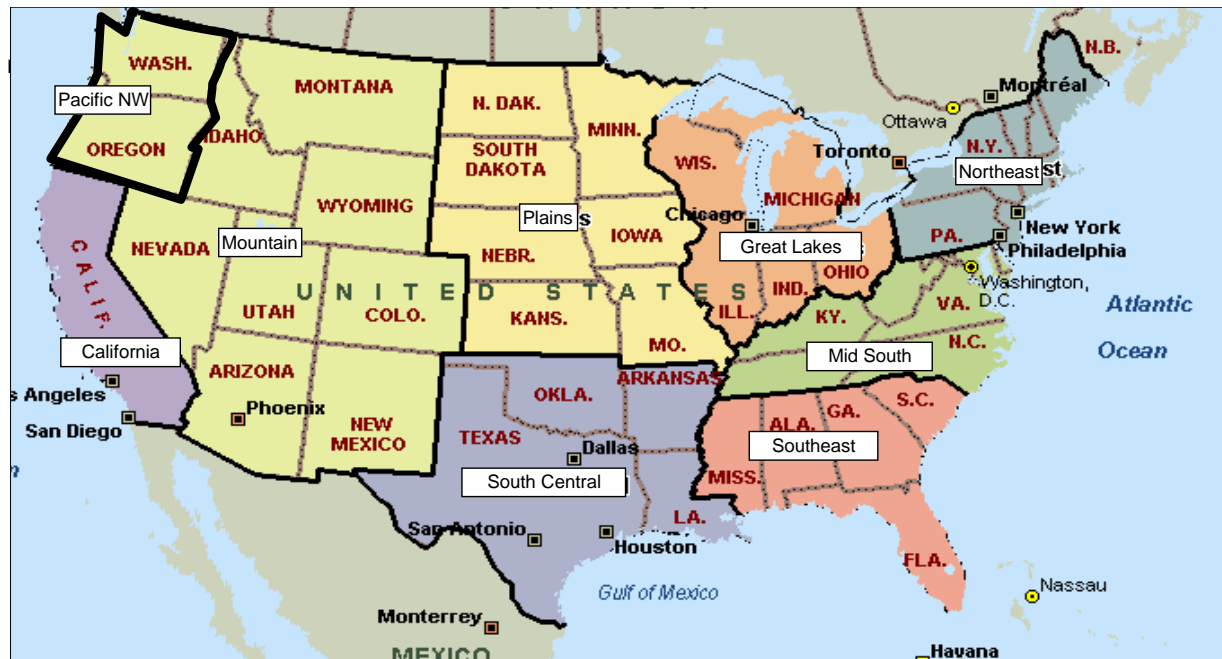 N.B.
WASH.
MONTANA
Montréal
Pacific NW
N. DAK.
MINN.
Ottawa
OREGON
IDAHO
SOUTH
DAKOTA
WIS.
Toronto
N.Y.
Northeast
st
WYOMING
MICHIGAN
Chicago
Plains
s
New York
NEVADA
Mountain
IOWA
Great Lakes
PA.
Philadelphia
NEBR.
OHIO
Washington,
D.C.
UNITED STATES
UTAH
COLO.
KANS.
ILL.
IND.
KY.
VA.
Atlantic
Ocean
CALIF.
California
MO.
Mid South
N.C.
ARIZONA
ARKANSAS
s Angeles
OKLA.
S.C.
Phoenix
San Diego
NEW
MEXICO
TEXAS
Dallas
ALA.
GA.
Southeast
n
South Central
MISS.
San Antonio
LA.
Houston
FLA.
Gulf of Mexico
Nassau
Monterrey
MEXICO
Havana